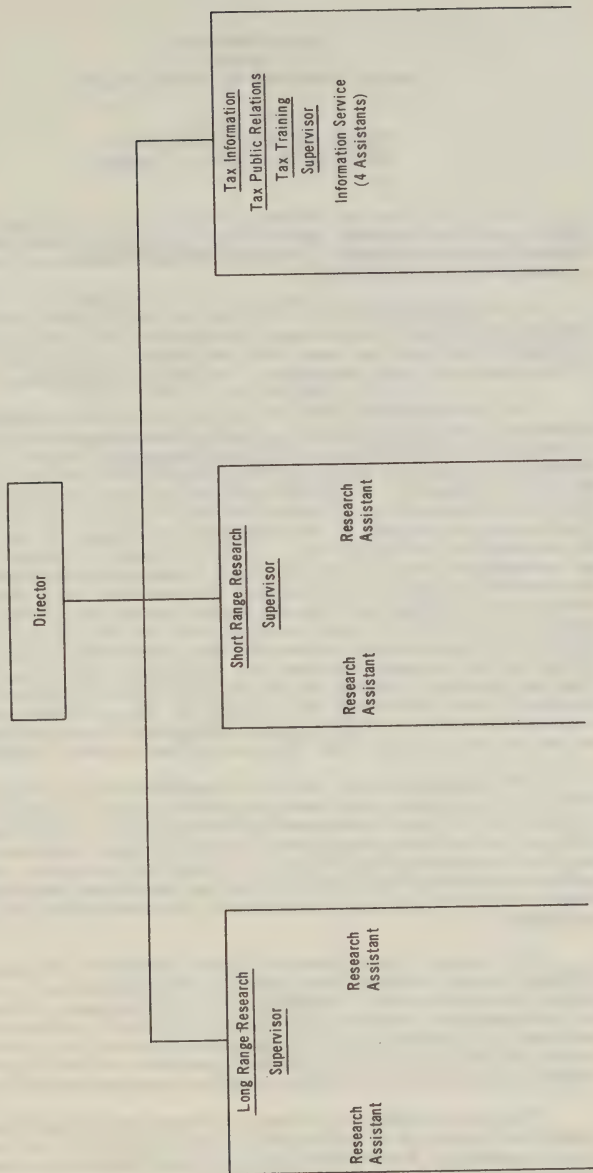 Director
Long Range Research
Supervisor
Research
Assistant
Research
Assistant
Short Range Research
Supervisor
Research
Assistant
Research
Assistant
Tax Information
Tax Public Relations
Tax Training
Supervisor
Information Service
(4 Assistants)